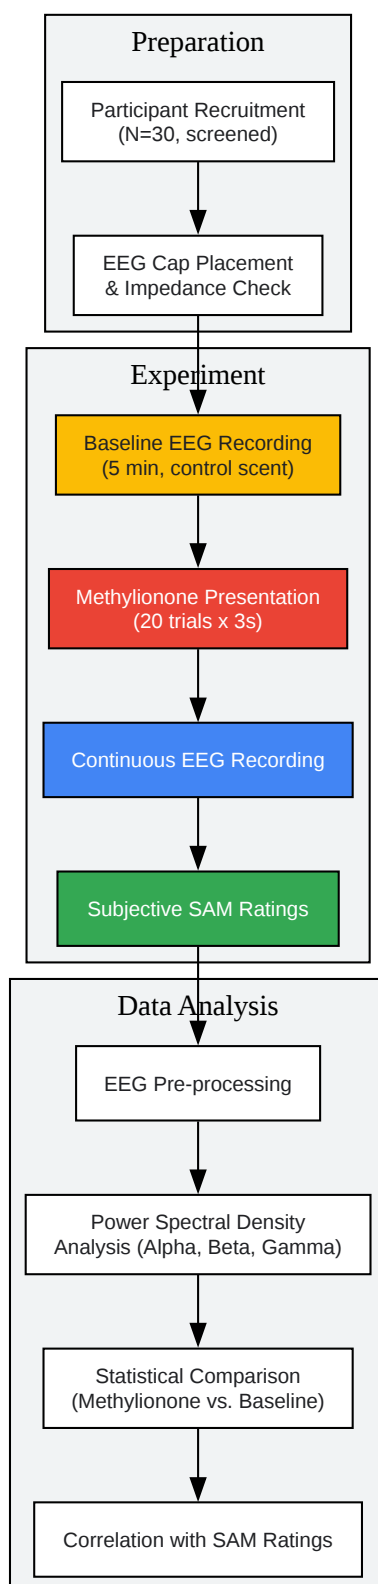 Preparation
Participant Recruitment
(N=30, screened)
EEG Cap Placement
& Impedance Check
Experiment
Baseline EEG Recording
(5 min, control scent)
Methylionone Presentation
(20 trials x 3s)
Continuous EEG Recording
Subjective SAM Ratings
Data Analysis
EEG Pre-processing
Power Spectral Density
Analysis (Alpha, Beta, Gamma)
Statistical Comparison
(Methylionone vs. Baseline)
Correlation with SAM Ratings